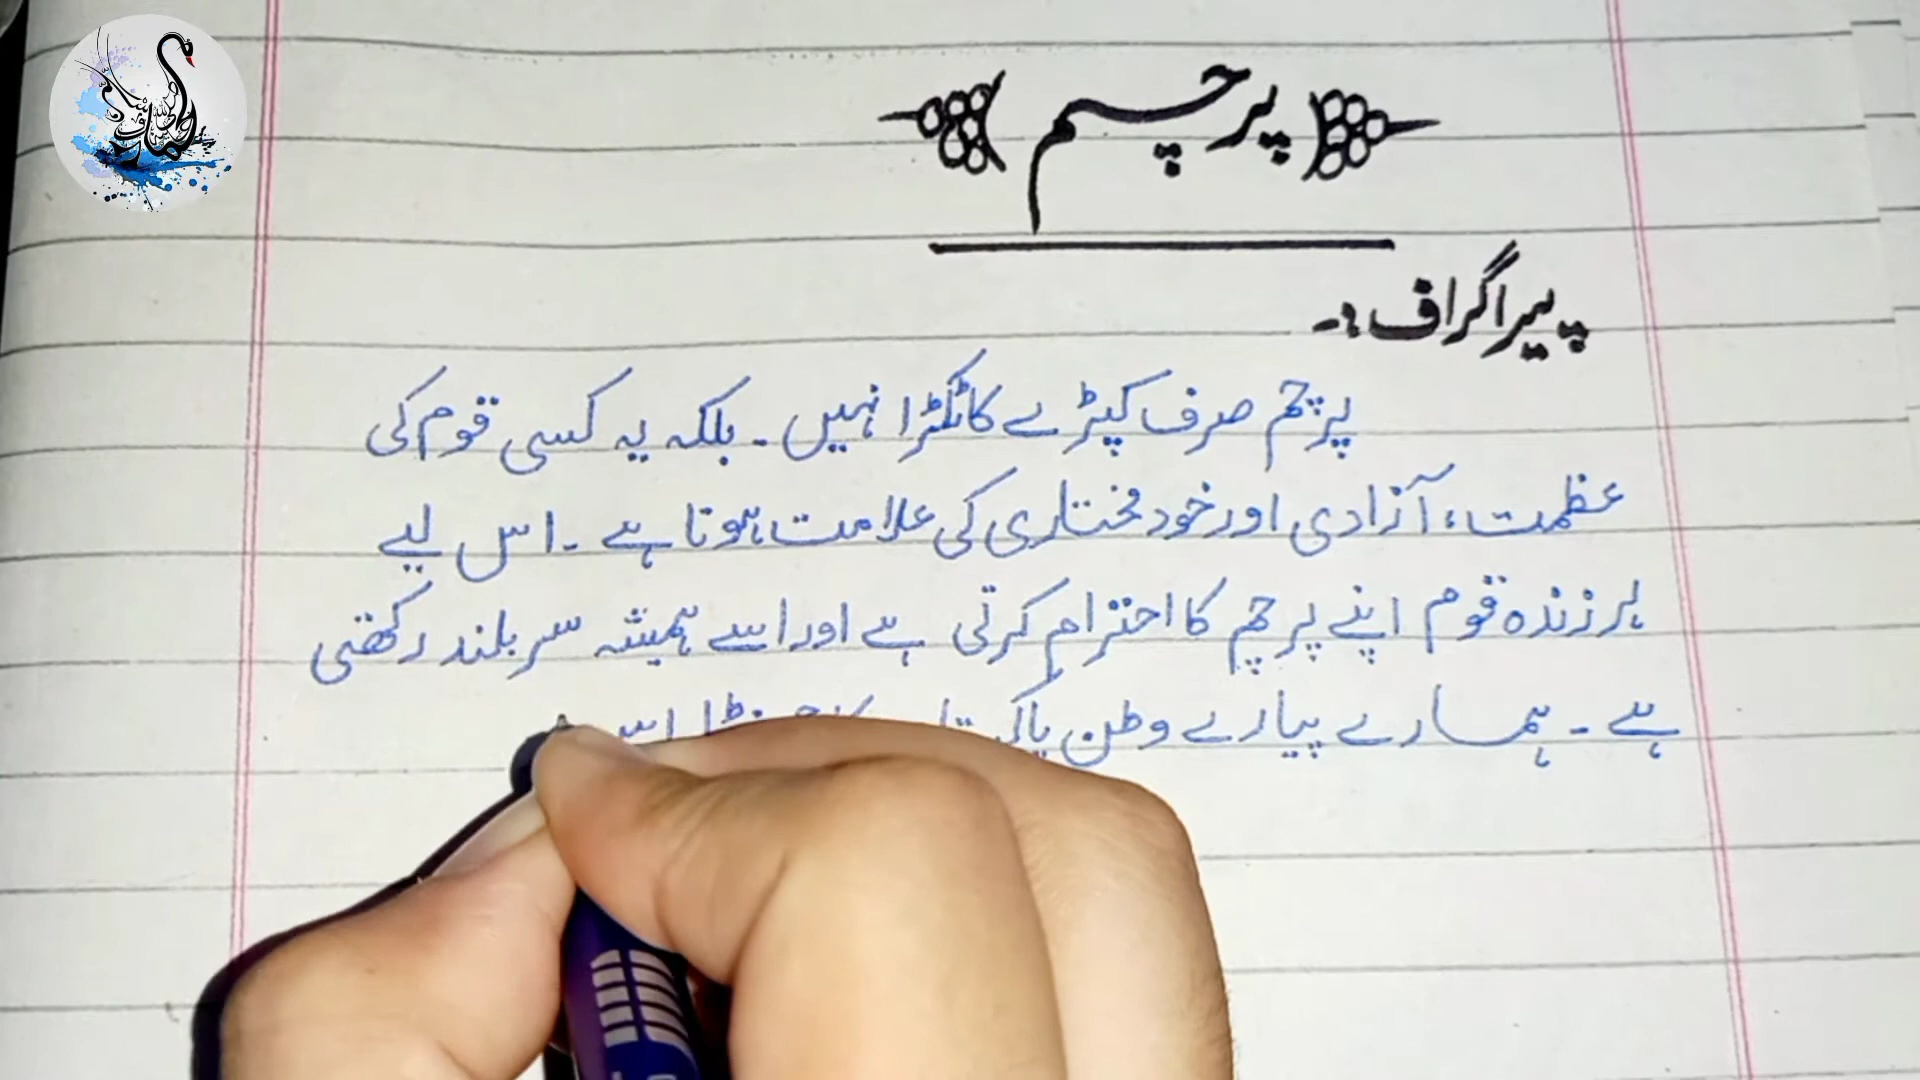 پرچم
پیراگراف :۔
پرچم صرف کپڑے کا ٹکڑا نہیں ۔ بلکہ یہ کسی قوم کی
عظمت، آزادی اور خود مختاری کی علامت ہوتا ہے ۔ اس لیے
ہر زندہ قوم اپنے پرچم کا احترام کرتی ہے اور اسے ہمیشہ سر بلند رکھتی
ہے ۔ ہمارے پیارے وطن